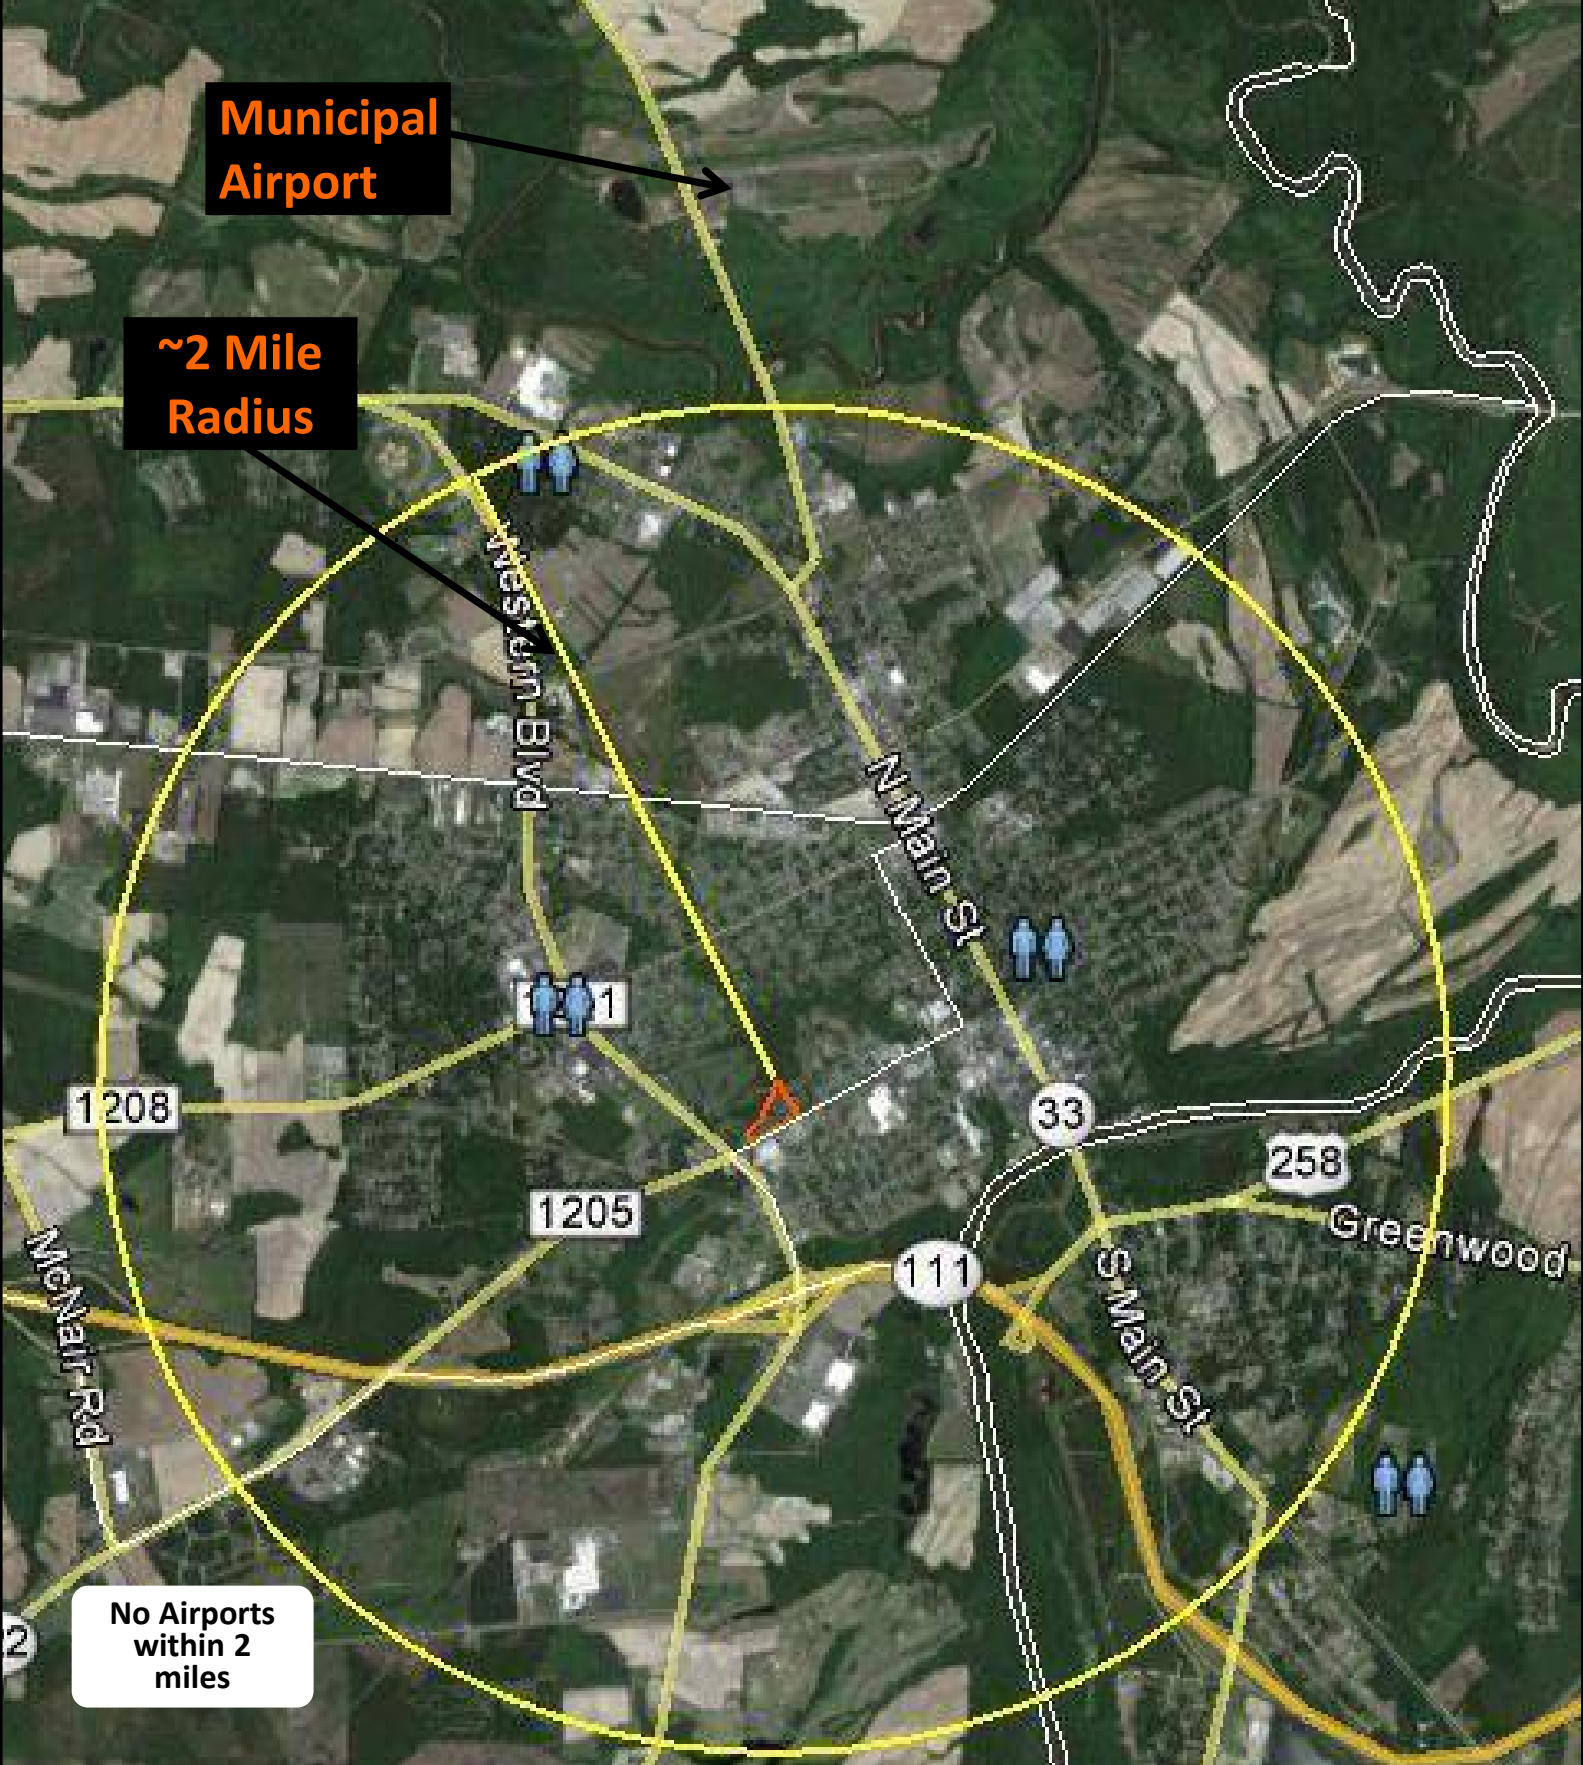 Municipal
Airport
~2 Mile
Radius
Western Blvd
N Main St
1208
33
258
1205
Greenwood
111
S Main St
McNair Rd
No Airports
within 2
miles